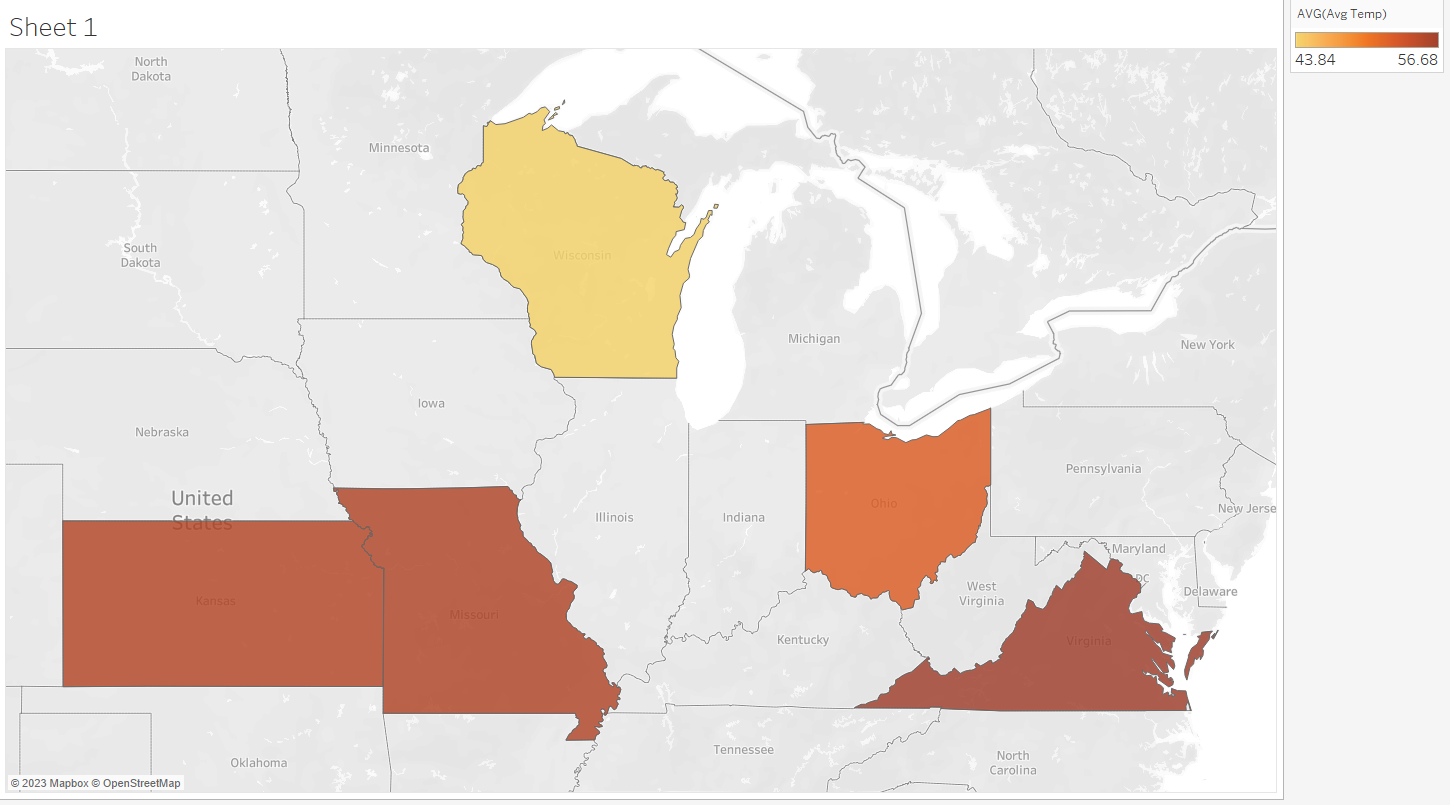 Sheet 1
AVG(Avg Temp)
43.84 56.68
North
Dakota
Minnesota
South
Dakota
Wisconsin
Michigan
New York
Iowa
Nebraska
Pennsylvania
United
States
Ohio
Illinois
Indiana
New Jerse
Maryland
DC
Delaware
West
Virginia
Kansas
Missouri
Kentucky
Virginia
Tennessee
North
Carolina
Oklahoma
© 2023 Mapbox © OpenStreetMap